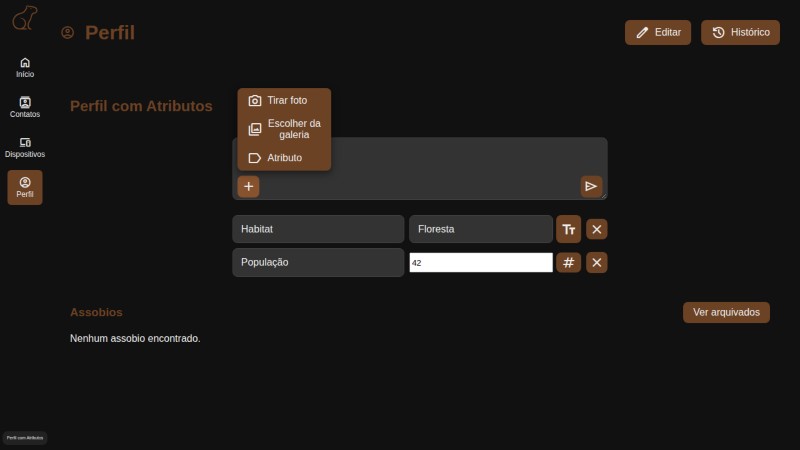 Perfil
Editar
Histórico
Início
Contatos
Dispositivos
Perfil
Perfil com Atributos
Tirar foto
Escolher da
galeria
Atributo
Habitat
Floresta
Tт
População
42
#
Assobios
Ver arquivados
Nenhum assobio encontrado.
Perfil com Atributos